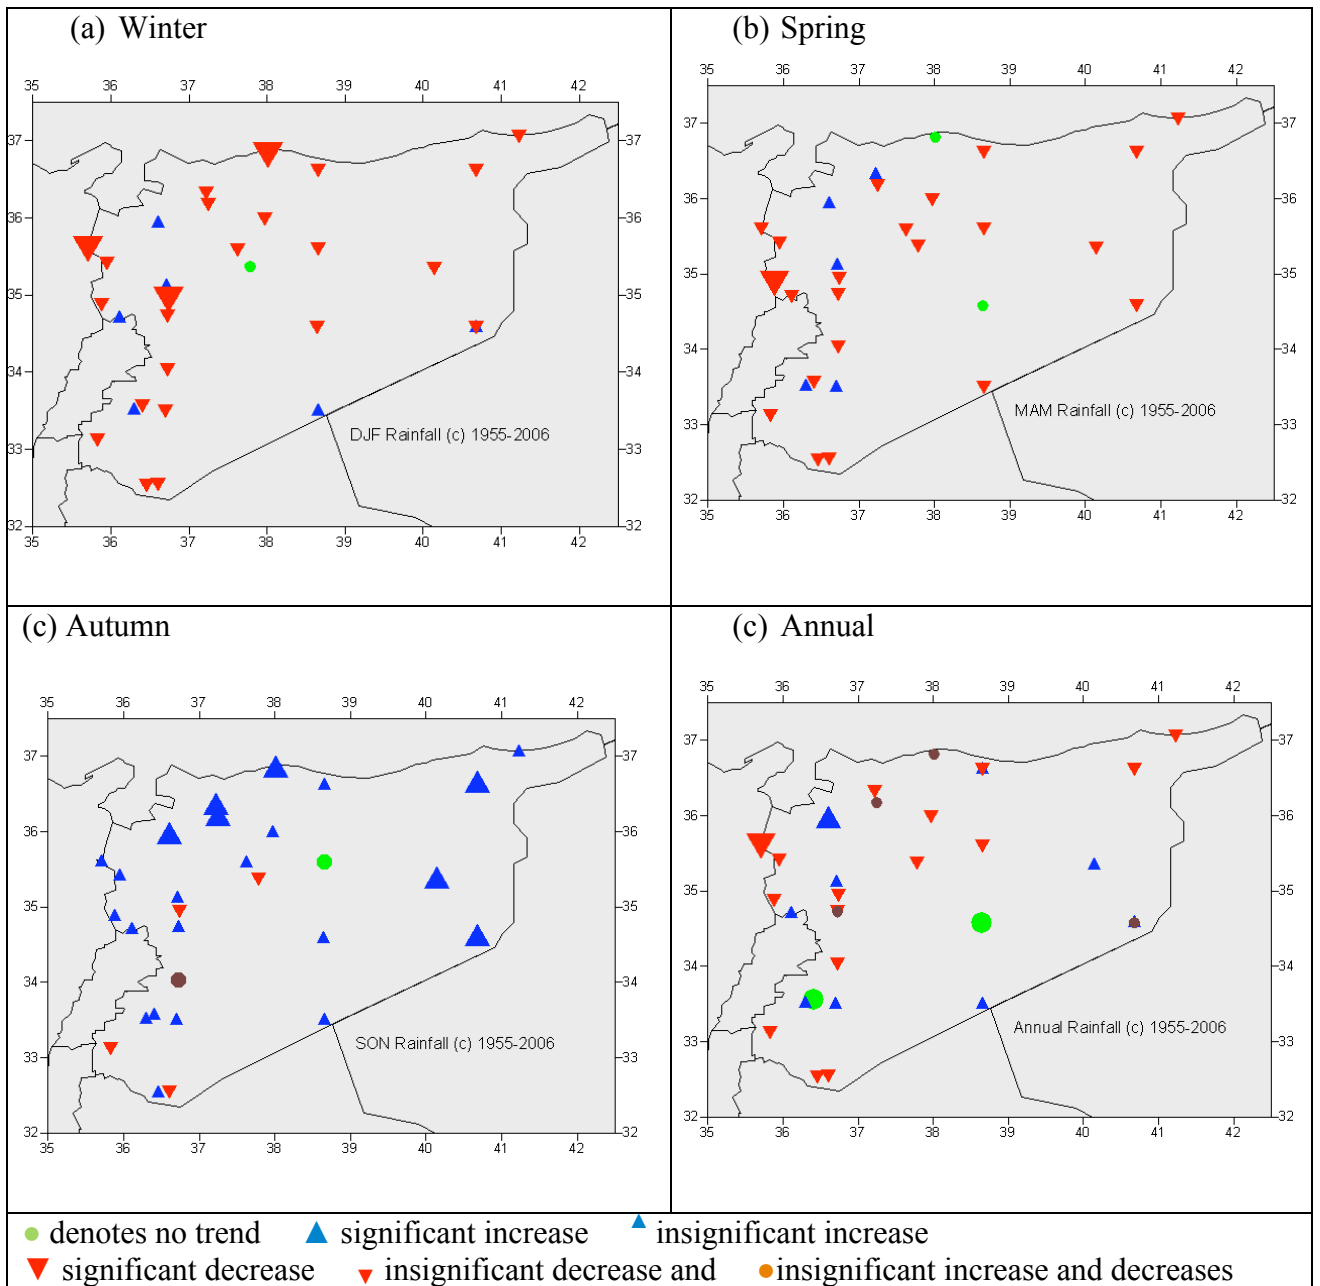 (a) Winter
35 36 37 38 39 40 41 42
37 37
36 36
35 35
34 34
33 33
DJF Rainfall (c) 1955-2006
32 32
35 36 37 38 39 40 41 42
(b) Spring
35 36 37 38 39 40 41 42
37 37
36 36
35 35
34 34
33 33
MAM Rainfall (c) 1955-2006
32 32
35 36 37 38 39 40 41 42
(c) Autumn
35 36 37 38 39 40 41 42
37 37
36 36
35 35
34 34
33 33
SON Rainfall (c) 1955-2006
32 32
35 36 37 38 39 40 41 42
(c) Annual
35 36 37 38 39 40 41 42
37 37
36 36
35 35
34 34
33 33
Annual Rainfall (c) 1955-2006
32 32
35 36 37 38 39 40 41 42
denotes no trend significant increase insignificant increase
significant decrease insignificant decrease and insignificant increase and decreases